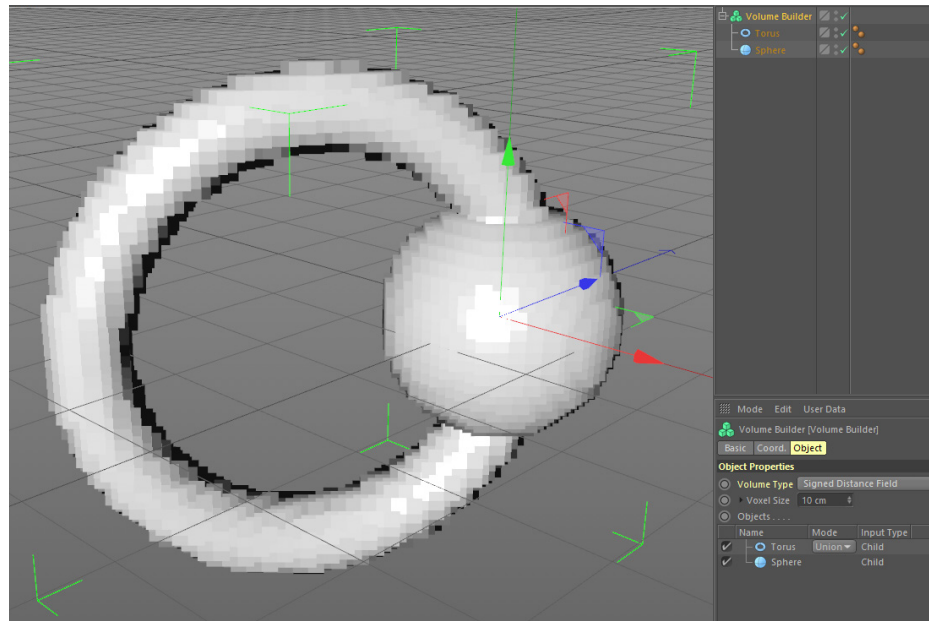 Volume Builder
Torus
Sphere
Mode Edit User Data
Volume Builder [Volume Builder]
Basic Coord. Object
Object Properties
Volume Type Signed Distance Field
Voxel Size 10 cm
Objects . . . .
Name Mode Input Type
Torus Union Child
Sphere Child